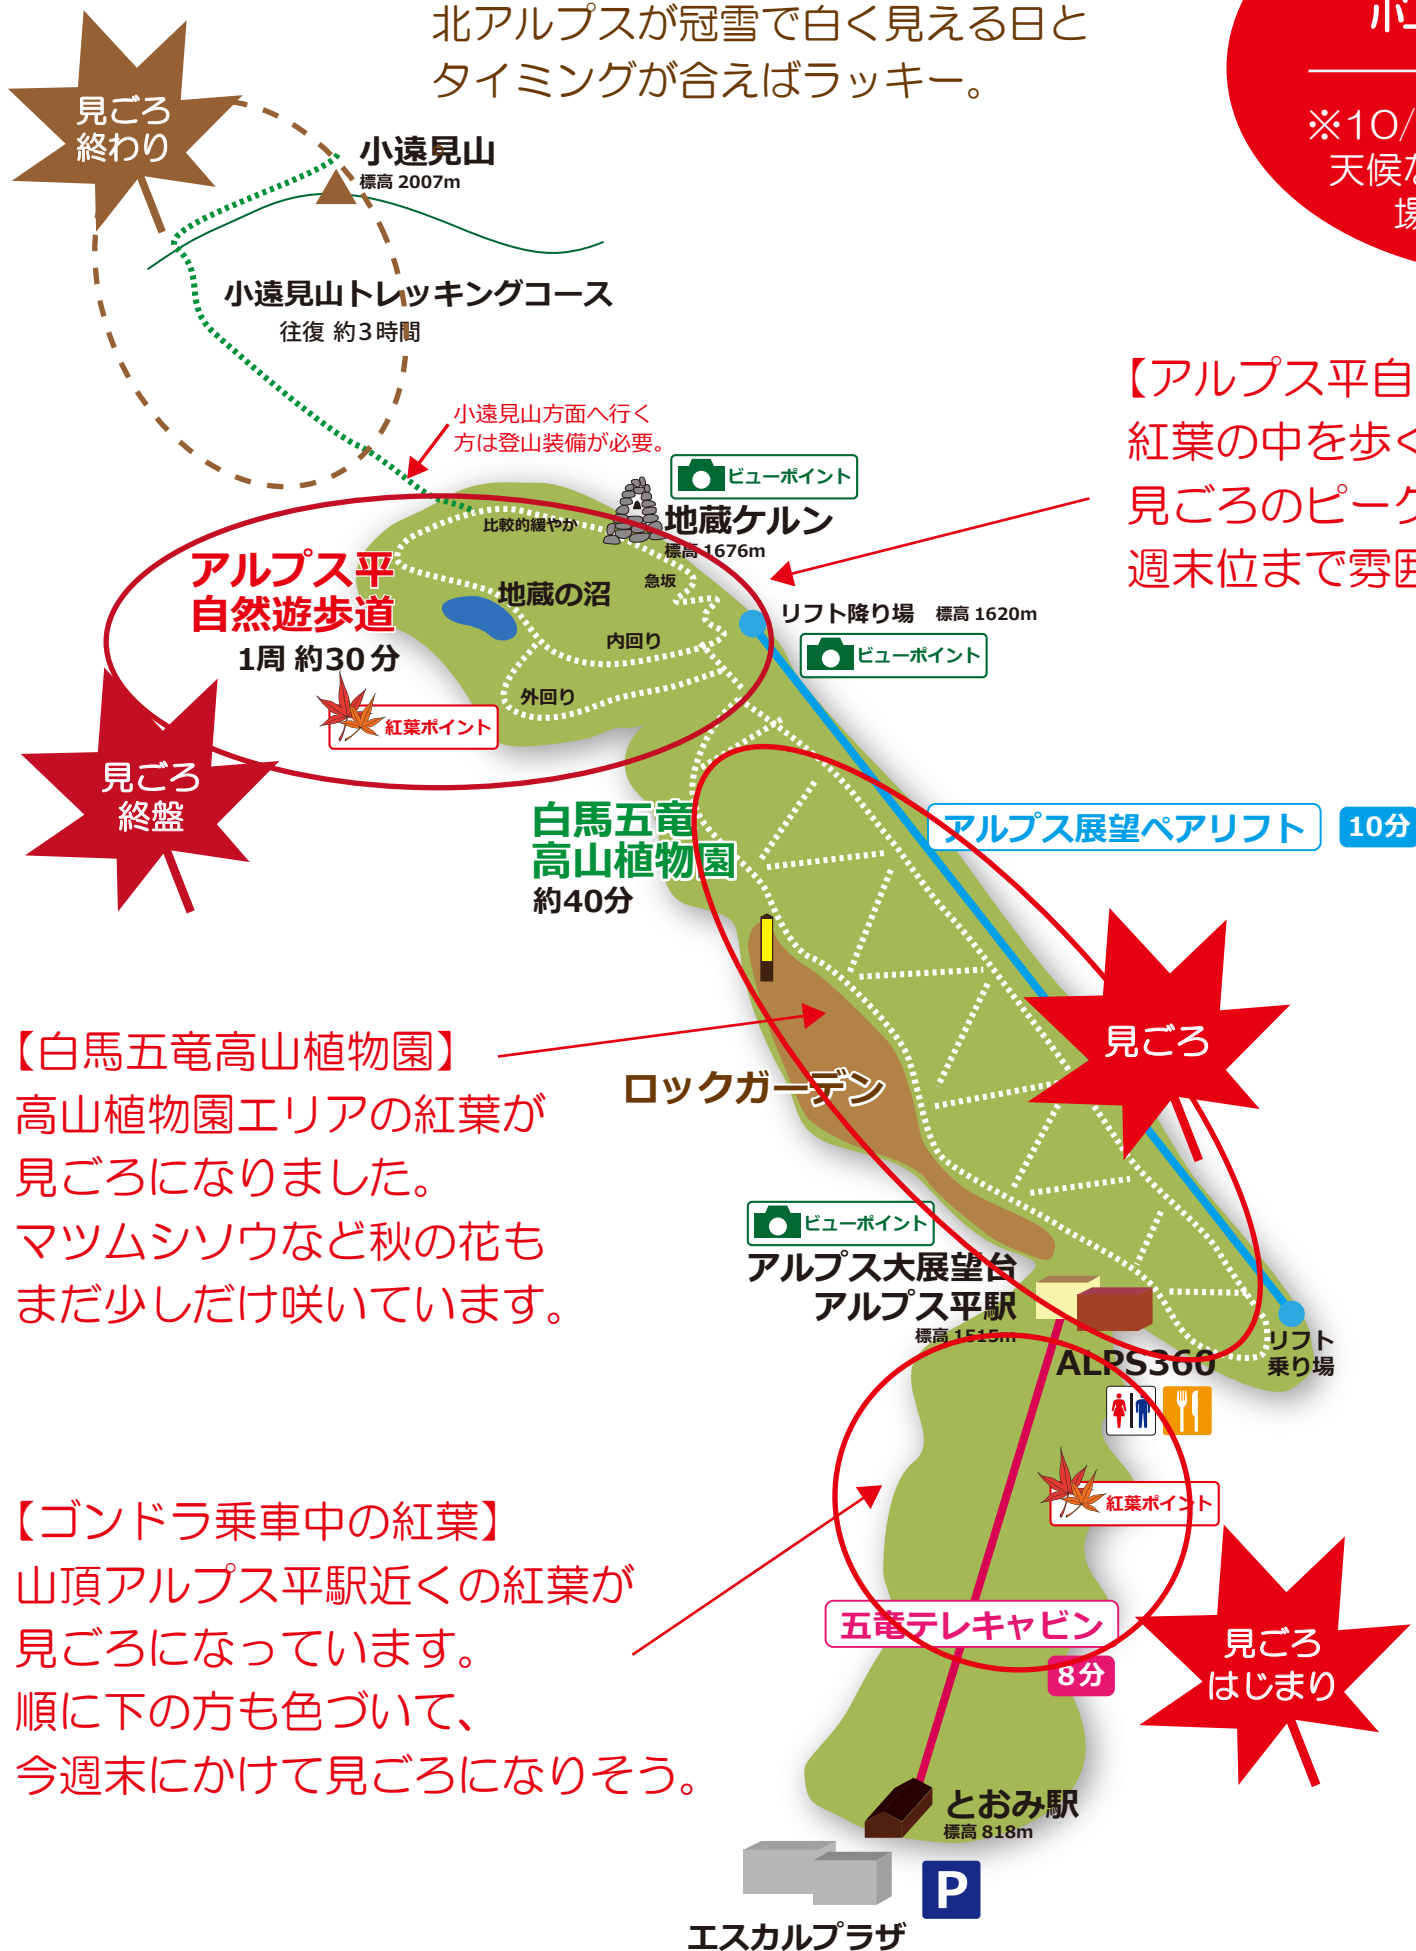 北アルプスが冠雪で白く見える日と
タイミングが合えばラッキー。
※10/
天候
見ごろ
終わり
小遠見山
標高 2007m
小遠見山トレッキングコース
往復 約3時間
小遠見山方面へ行く
方は登山装備が必要。
【アルプス平自
紅葉の中を歩く
見ごろのピーク
週末位まで雰囲
ビューポイント
地蔵ケルン
標高 1676m
比較的緩やか
アルプス平
自然遊歩道
1周 約30分
地蔵の沼
急坂
内回り
外回り
リフト降り場 標高 1620m
ビューポイント
紅葉ポイント
見ごろ
終盤
白馬五竜
高山植物園
約40分
アルプス展望ペアリフト 10分
見ごろ
【白馬五竜高山植物園】
高山植物園エリアの紅葉が
見ごろになりました。
マツムシソウなど秋の花も
まだ少しだけ咲いています。
ロックガーデン
ビューポイント
アルプス大展望台
アルプス平駅
標高 1515m
ALPS360
リフト
乗り場
紅葉ポイント
【ゴンドラ乗車中の紅葉】
山頂アルプス平駅近くの紅葉が
見ごろになっています。
順に下の方も色づいて、
今週末にかけて見ごろになりそう。
五竜テレキャビン
8分
見ごろ
はじまり
とおみ駅
標高 818m
P
エスカルプラザ